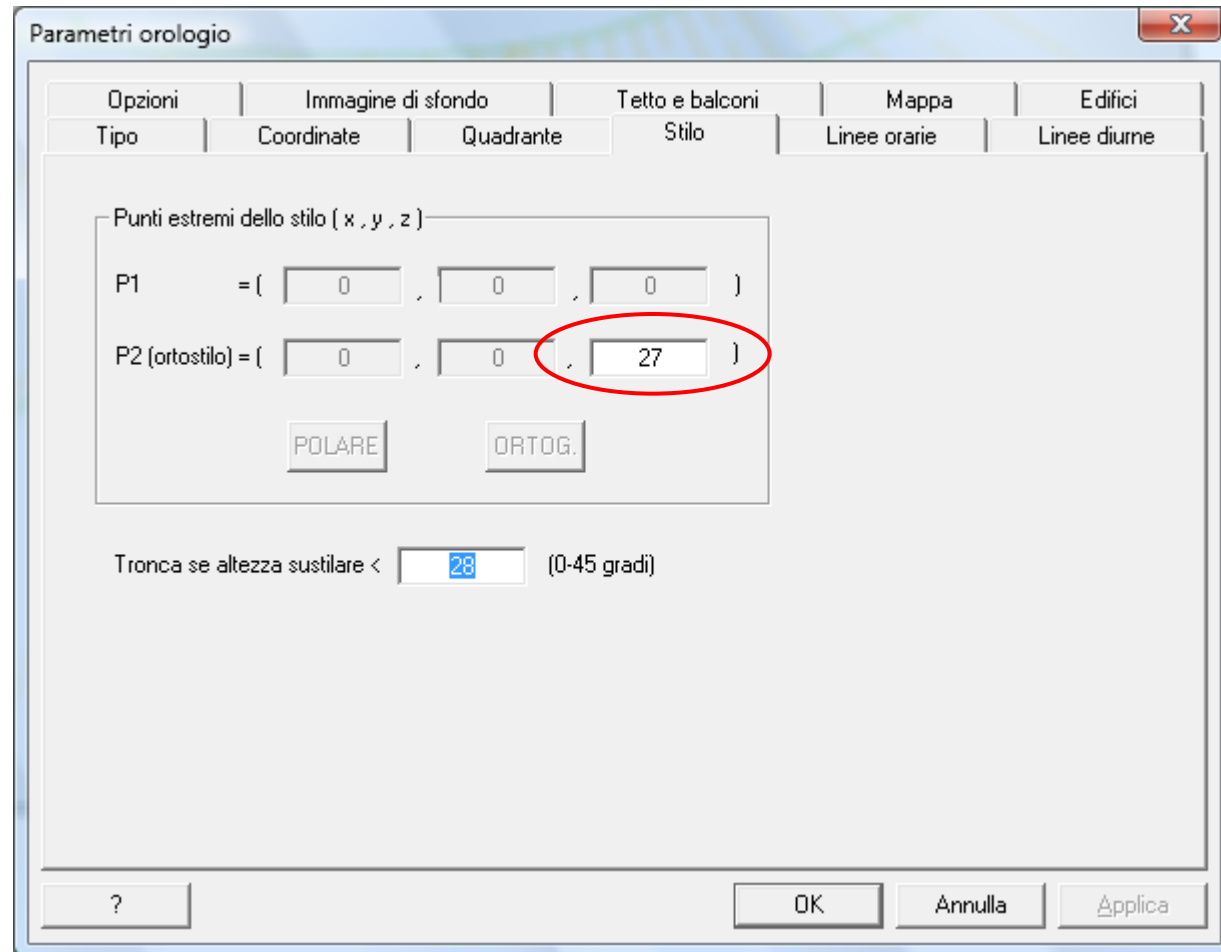 Parametri orologio
Opzioni Immagine di sfondo Tetto e balconi Mappa Edifici
Tipo Coordinate Quadrante Stilo Linee orarie Linee diurne
Punti estremi dello stilo ( x , y , z )
P1 = ( 0 , 0 , 0 )
P2 (ortostilo) = ( 0 , 0 , 27 )
POLARE ORTOG.
Tronca se altezza sustilare < 28 (0-45 gradi)
? OK Annulla Applica